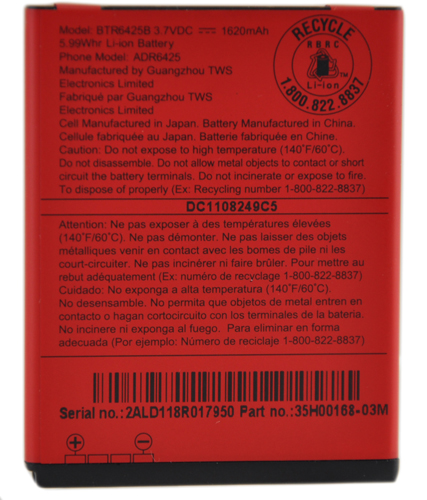 Model: BTR6425B 3.7VDC 1620mAh
5.99Whr Li-ion Battery
Phone Model: ADR6425
Manufactured by Guangzhou TWS
Electronics Limited
Fabriqué par Guangzhou TWS
Electronics Limited
RECYCLE
RBRC
Li-ion
TM
1.800.822.8837
Cell Manufactured in Japan, Battery Manufactured in China.
Cellule fabriquée au Japan. Batterie fabriquée en Chine.
Caution: Do not expose to high temperature (140°F/60°C).
Do not disassemble. Do not allow metal objects to contact or short
circuit the battery terminals. Do not incinerate or expose to fire.
To dispose of properly (Ex. Recycling number 1-800-822-8837)
DC1108249C5
Attention: Ne pas exposer à des températures élevées
(140°F/60°C). Ne pas démonter. Ne pas laisser des objets
métalliques venir en contact avec les bornes de pile ni les
court-circuiter. Ne pas incinérer ni faire brûler. Pour mettre au
rebut adéquatement (Ex: numéro de recvclage 1-800-822-8837)
Cuidado: No exponga a alta temperatura (140°F/60°C).
No desensamble. No permita que objetos de metal entren en
contacto o hagan cortocircuito con los terminales de la bateria.
No incinere ni exponga al fuego. Para eliminar en forma
adecuada (Por ejemplo: Número de reciclaje 1-800-822-8837).
Serial no.:2ALD118R017950 Part no.:35H00168-03M
+ −